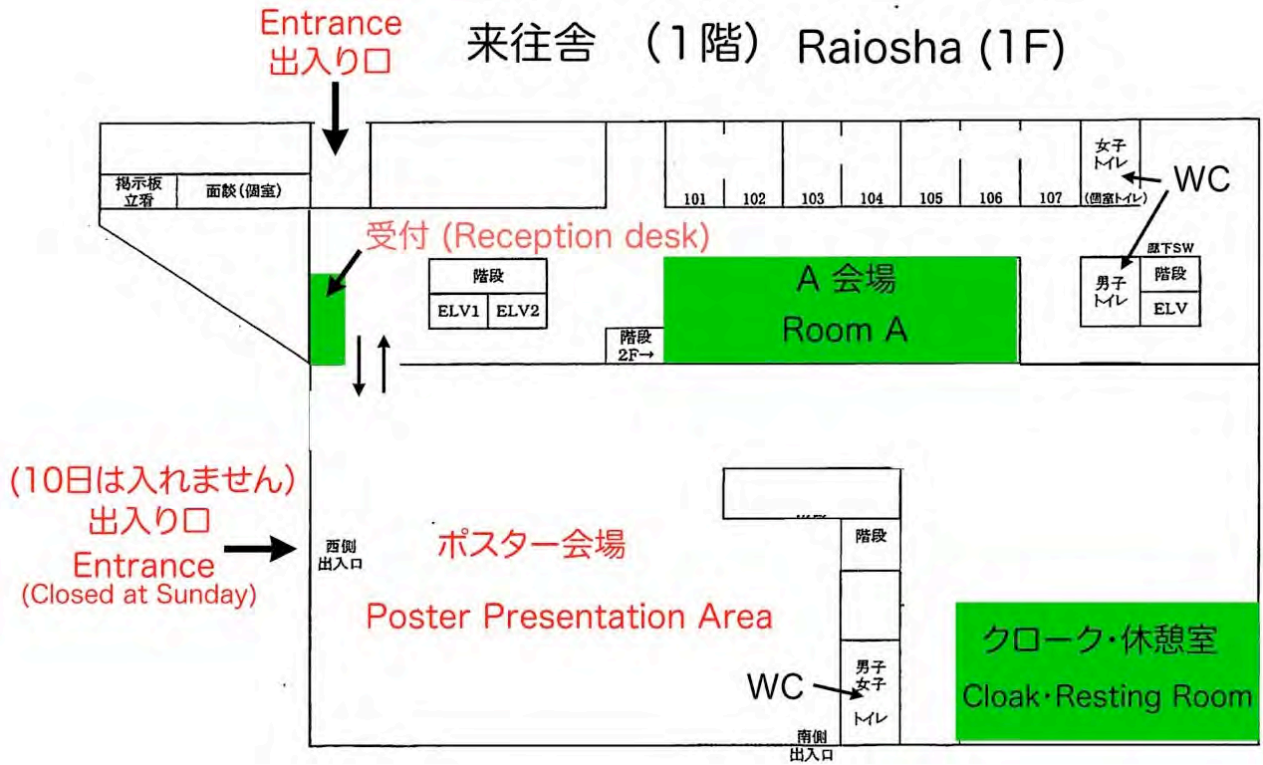 Entrance
出入り口
来往舎 （1階） Raiosha (1F)
掲示板
立看
面談(個室)
101
102
103
104
105
106
107
女子
トイレ
(個室トイレ)
WC
受付 (Reception desk)
階段
ELV1
ELV2
階段
2F→
A 会場
Room A
男子
トイレ
廊下SW
階段
ELV
(10日は入れません)
出入り口
Entrance
(Closed at Sunday)
西側
出入口
ポスター会場
Poster Presentation Area
階段
WC
男子
女子
トイレ
南側
出入口
クローク・休憩室
Cloak・Resting Room